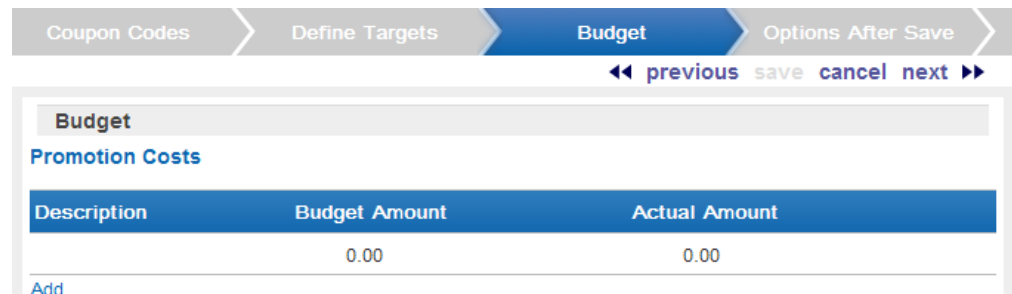 Coupon Codes Define Targets Budget Options After Save
previous save cancel next
Budget
Promotion Costs
Description Budget Amount Actual Amount
0.00 0.00
Add